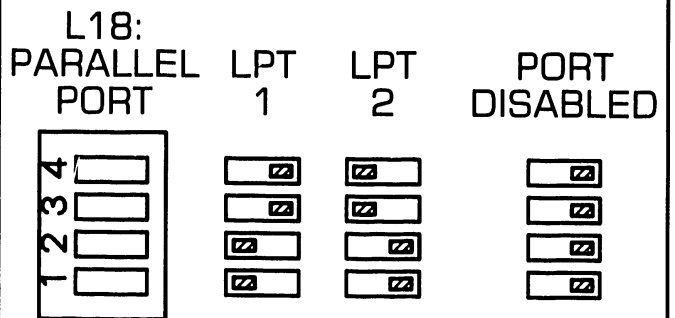 L18:
PARALLEL LPT LPT PORT
PORT 1 2 DISABLED
4
3
2
1